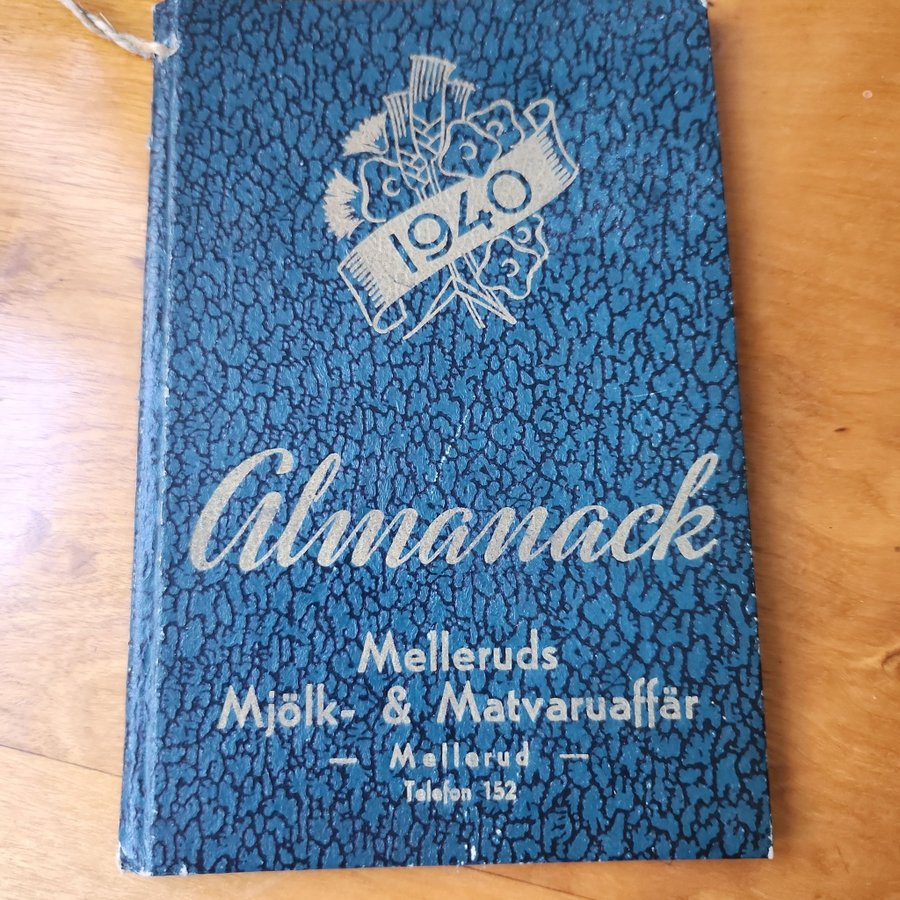 1940
Almanack
Melleruds
Mjölk- & Matvaruaffär
— Mellerud —
Telefon 152